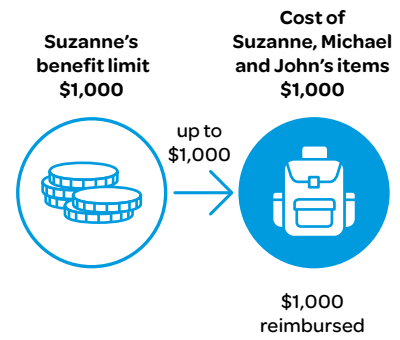 Suzanne’s
benefit limit
$1,000
up to
$1,000
Cost of
Suzanne, Michael
and John’s items
$1,000
$1,000
reimbursed